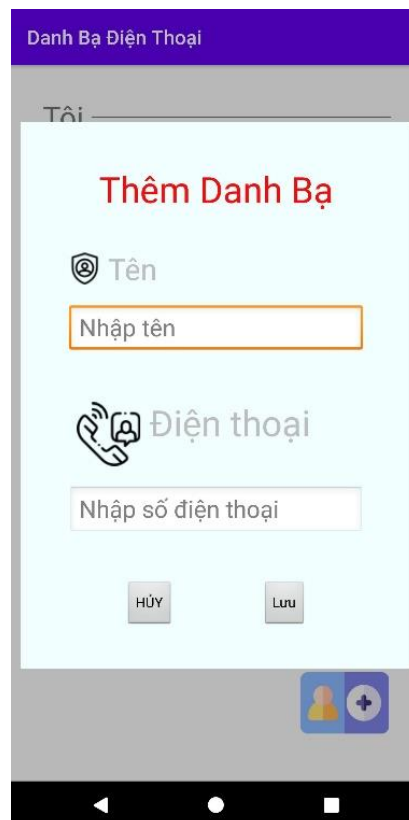 Danh Bạ Điện Thoại
Tôi
Thêm Danh Bạ
Tên
Nhập tên
Điện thoại
Nhập số điện thoại
HỦY
Lưu